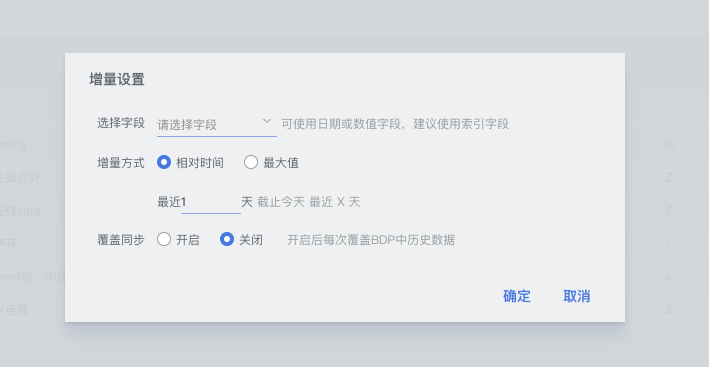 增量设置
选择字段 请选择字段 可使用日期或数值字段，建议使用索引字段
增量方式 相对时间 最大值
最近1 天 截止今天 最近 X 天
覆盖同步 开启 关闭 开启后每次覆盖BDP中历史数据
确定 取消